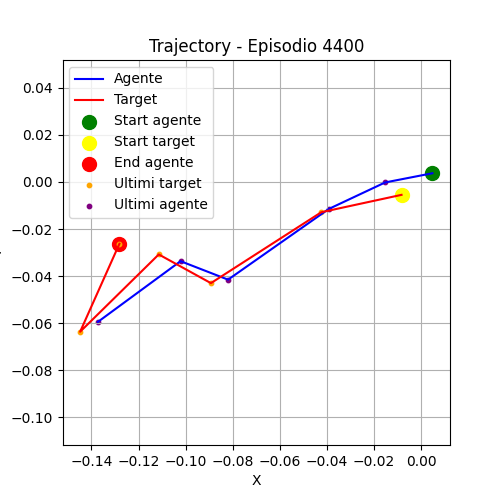 Trajectory - Episodio 4400
Agente
Target
Start agente
Start target
End agente
Ultimi target
Ultimi agente
0.04
0.02
0.00
−0.02
−0.04
−0.06
−0.08
−0.10
−0.14 −0.12 −0.10 −0.08 −0.06 −0.04 −0.02 0.00
X